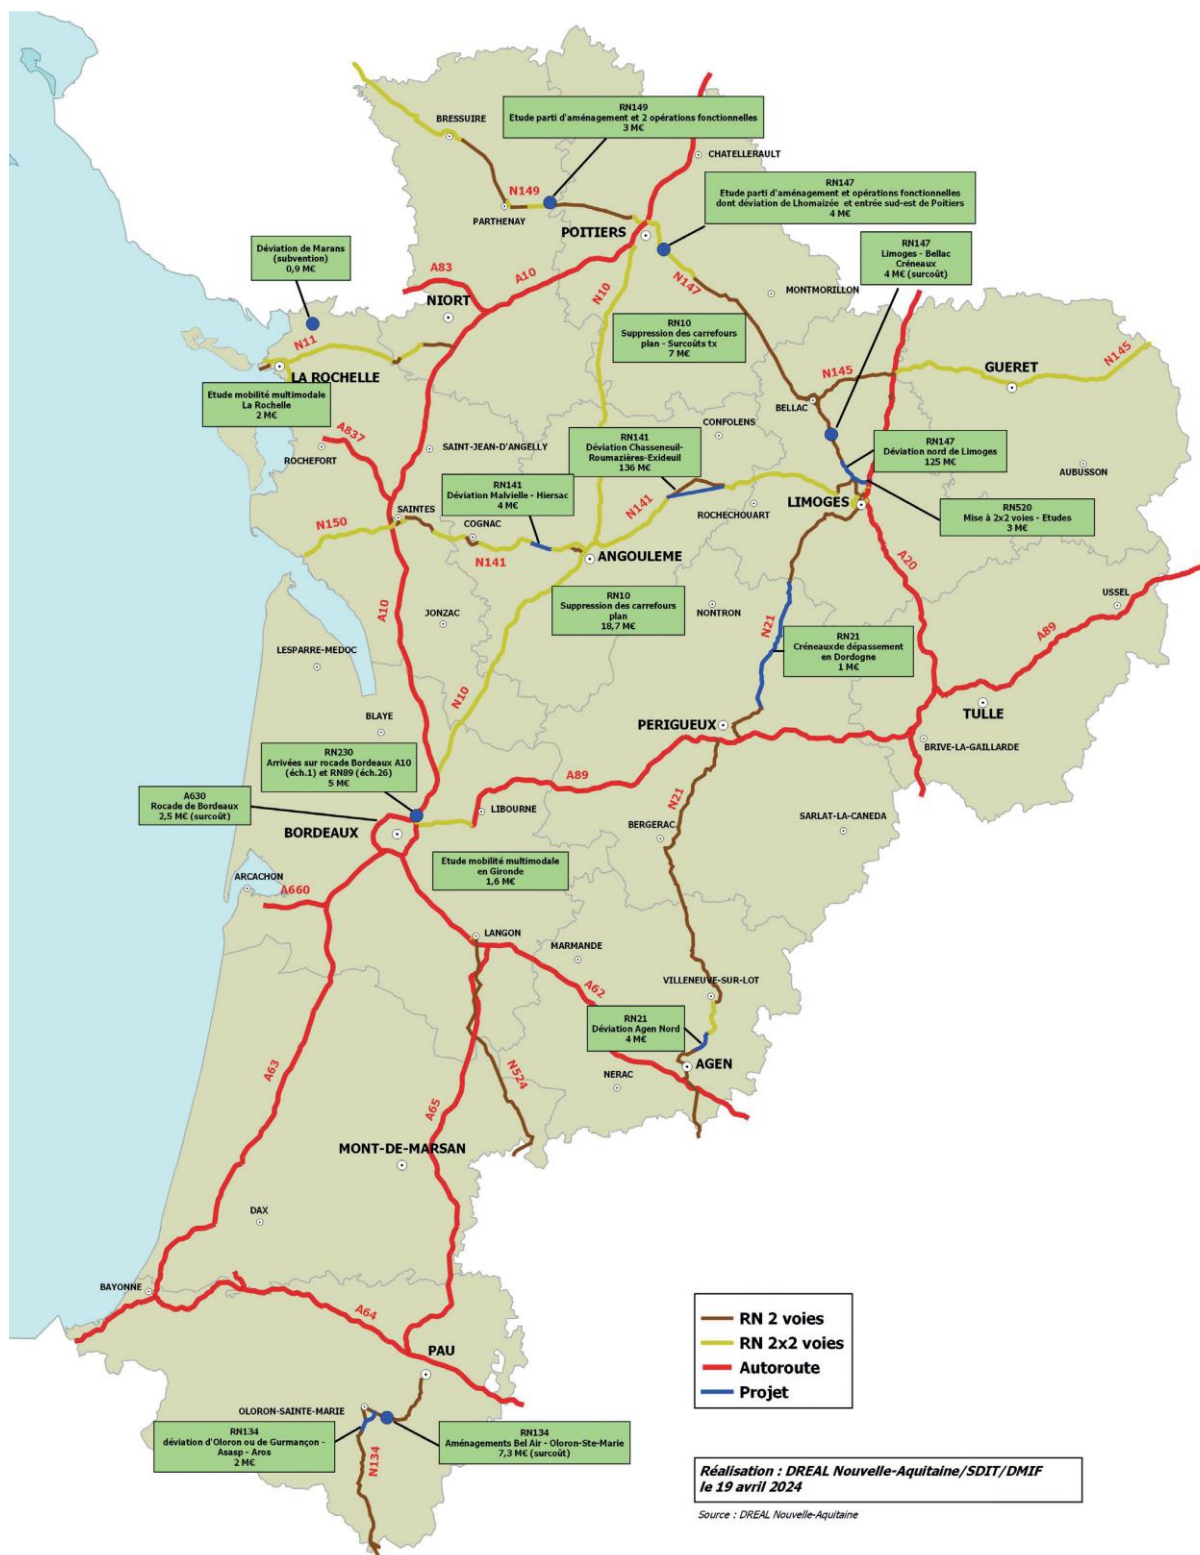 RN149
Etude parti d'aménagement et 2 opérations fonctionnelles
3 M€
BRESSUIRE
CHATELLERAULT
N149
PARTHENAY
RN147
Etude parti d'aménagement et opérations fonctionnelles
dont déviation de Lhomaizée et entrée sud-est de Poitiers
4 M€
POITIERS
Déviation de Marans
(subvention)
0,9 M€
RN147
Limoges - Bellac
Créneaux
4 M€ (surcoût)
A83
A10
N10
N147
MONTMORILLON
NIORT
RN10
Suppression des carrefours
plan - Surcoûts tx
7 M€
N11
LA ROCHELLE
N145
GUERET
N145
Etude mobilité multimodale
La Rochelle
2 M€
BELLAC
A837
ROCHEFORT
SAINT-JEAN-D'ANGELLY
RN141
Déviation Chasseneuil-
Roumazières-Exideuil
136 M€
CONFOLENS
RN147
Déviation nord de Limoges
125 M€
AUBUSSON
RN141
Déviation Malvielle - Hiersac
4 M€
N141
ROCHECHOUART
LIMOGES
RN520
Mise à 2x2 voies - Etudes
3 M€
N150
SAINTES
COGNAC
N141
ANGOULEME
A20
A10
JONZAC
RN10
Suppression des carrefours
plan
18,7 M€
NONTRON
N21
USSEL
A89
LESPARRE-MEDOC
RN21
Créneauxde dépassement
en Dordogne
1 M€
N10
BLAYE
PERIGUEUX
TULLE
BRIVE-LA-GAILLARDE
RN230
Arrivées sur rocade Bordeaux A10
(éch.1) et RN89 (éch.26)
5 M€
A89
A630
Rocade de Bordeaux
2,5 M€ (surcoût)
LIBOURNE
N21
BERGERAC
SARLAT-LA-CANEDA
BORDEAUX
Etude mobilité multimodale
en Gironde
1,6 M€
ARCACHON
A660
LANGON
MARMANDE
A62
VILLENEUVE-SUR-LOT
RN21
Déviation Agen Nord
4 M€
AGEN
NERAC
A63
N524
A65
MONT-DE-MARSAN
DAX
BAYONNE
A64
PAU
OLORON-SAINTE-MARIE
RN134
déviation d'Oloron ou de Gurmançon -
Asasp - Aros
2 M€
N134
RN134
Aménagements Bel Air - Oloron-Ste-Marie
7,3 M€ (surcoût)
RN 2 voies
RN 2x2 voies
Autoroute
Projet
Réalisation : DREAL Nouvelle-Aquitaine/SDIT/DMIF
le 19 avril 2024
Source : DREAL Nouvelle-Aquitaine